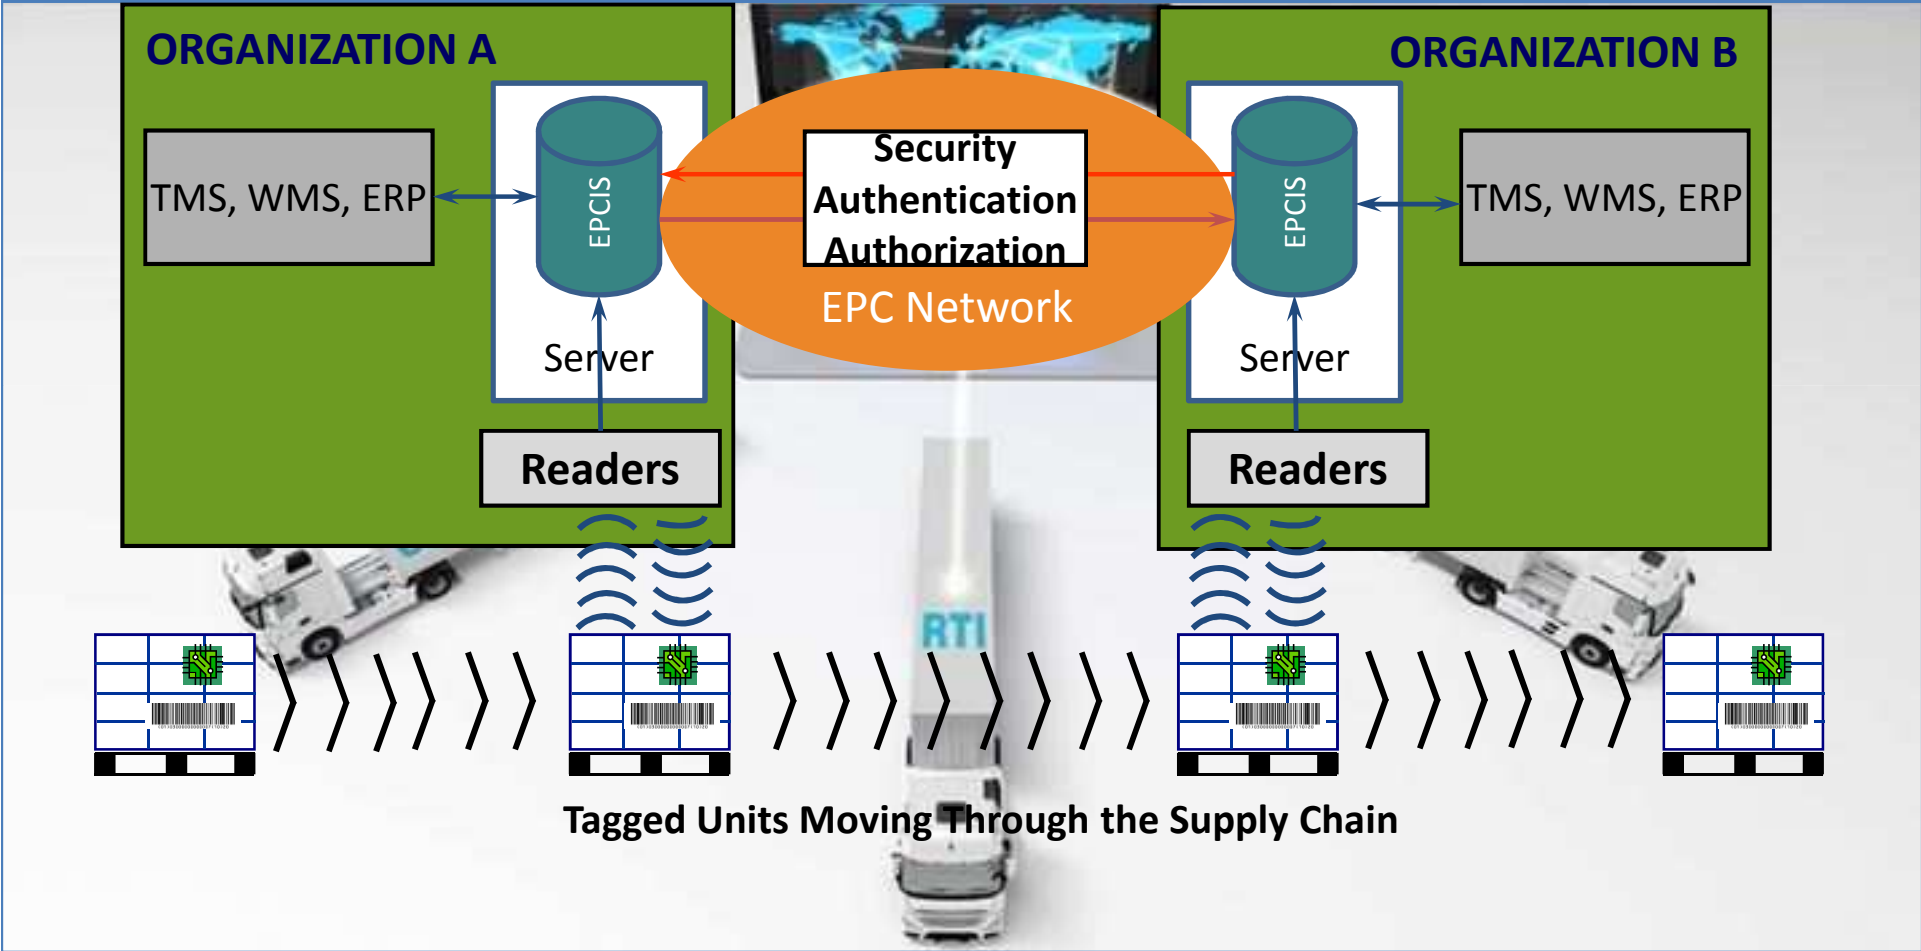 ORGANIZATION A
ORGANIZATION B
Security
Authentication
Authorization
EPC Network
TMS, WMS, ERP
EPCIS
Server
Readers
EPCIS
TMS, WMS, ERP
Server
Readers
RTI
Tagged Units Moving Through the Supply Chain